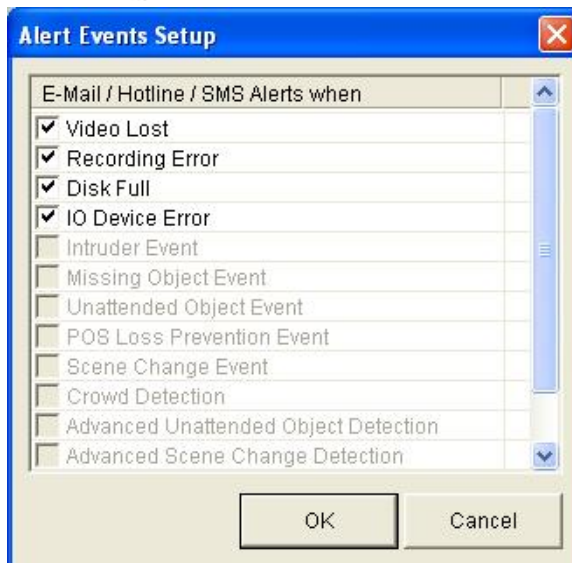 Alert Events Setup
E-Mail / Hotline / SMS Alerts when
Video Lost
Recording Error
Disk Full
IO Device Error
Intruder Event
Missing Object Event
Unattended Object Event
POS Loss Prevention Event
Scene Change Event
Crowd Detection
Advanced Unattended Object Detection
Advanced Scene Change Detection
OK Cancel